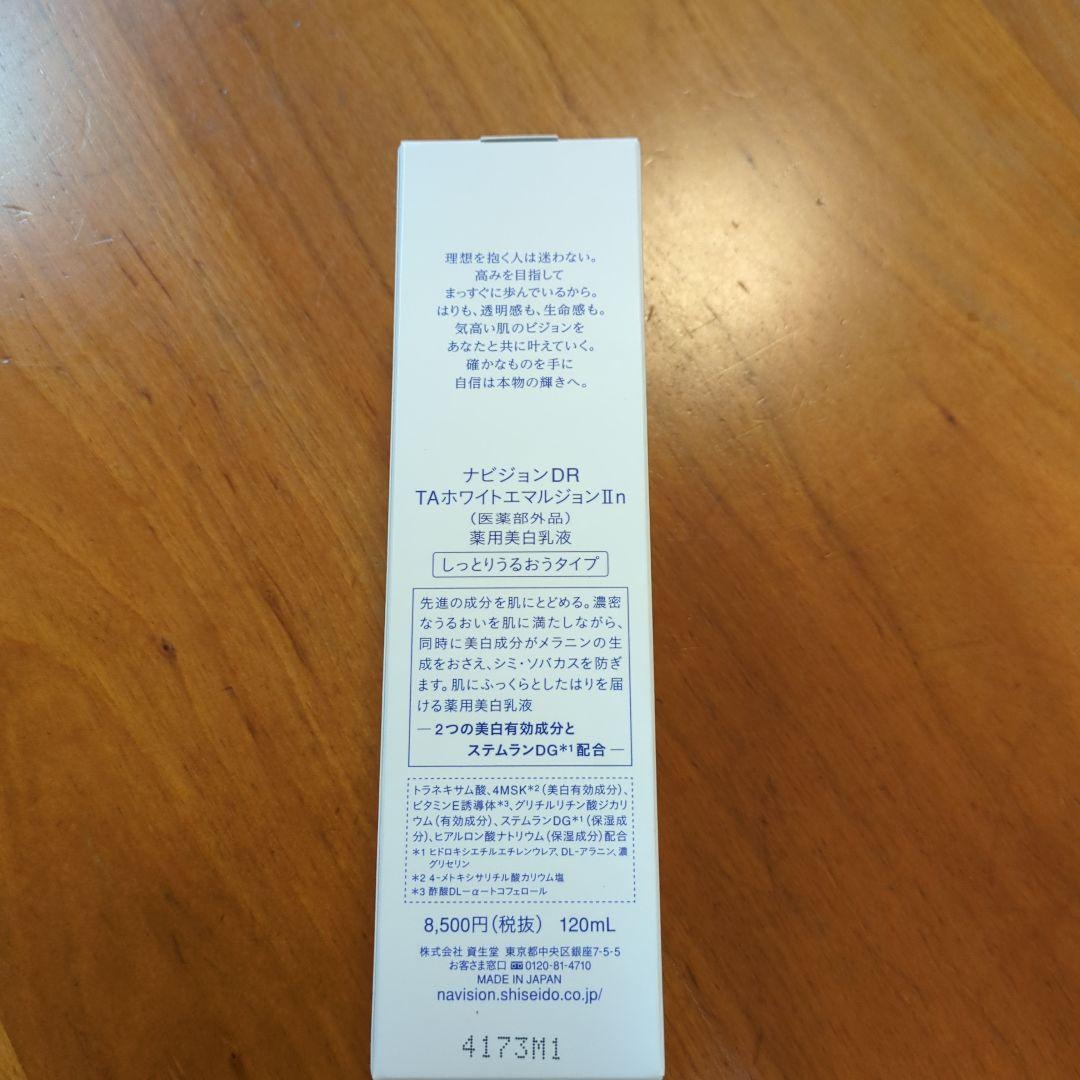 理想を抱く人は迷わない。
高みを目指して
まっすぐに歩んでいるから。
はりも、透明感も、生命感も。
気高い肌のビジョンを
あなたと共に叶えていく。
確かなものを手に
自信は本物の輝きへ。
ナビジョンDR
TAホワイトエマルジョンⅡn
(医薬部外品)
薬用美白乳液
しっとりうるおうタイプ
先進の成分を肌にとどめる。濃密
なうるおいを肌に満たしながら、
同時に美白成分がメラニンの生
成をおさえ、シミ・ソバカスを防ぎ
ます。肌にふっくらとしたはりを届
ける薬用美白乳液
― 2つの美白有効成分と
ステムランDG*1配合 ―
トラネキサム酸、4MSK*2(美白有効成分)、
ビタミンE誘導体*3、グリチルリチン酸ジカリ
ウム(有効成分)、ステムランDG*1(保湿成
分)、ヒアルロン酸ナトリウム(保湿成分)配合
*1 ヒドロキシエチルエチレンウレア、DL-アラニン、濃
グリセリン
*2 4-メトキシサリチル酸カリウム塩
*3 酢酸DL-α-トコフェロール
8,500円(税抜) 120mL
株式会社 資生堂 東京都中央区銀座7-5-5
お客さま窓口 0120-81-4710
MADE IN JAPAN
navision.shiseido.co.jp/
4173M1